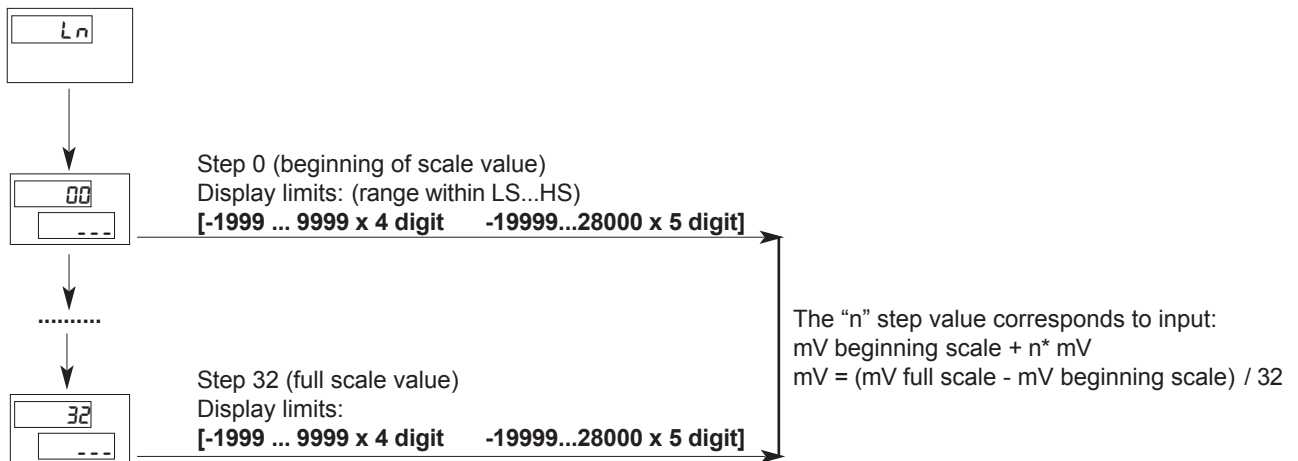 Ln
00
---
Step 0 (beginning of scale value)
Display limits: (range within LS...HS)
[-1999 ... 9999 x 4 digit -19999...28000 x 5 digit]
..........
The “n” step value corresponds to input:
mV beginning scale + n* mV
mV = (mV full scale - mV beginning scale) / 32
32
---
Step 32 (full scale value)
Display limits:
[-1999 ... 9999 x 4 digit -19999...28000 x 5 digit]